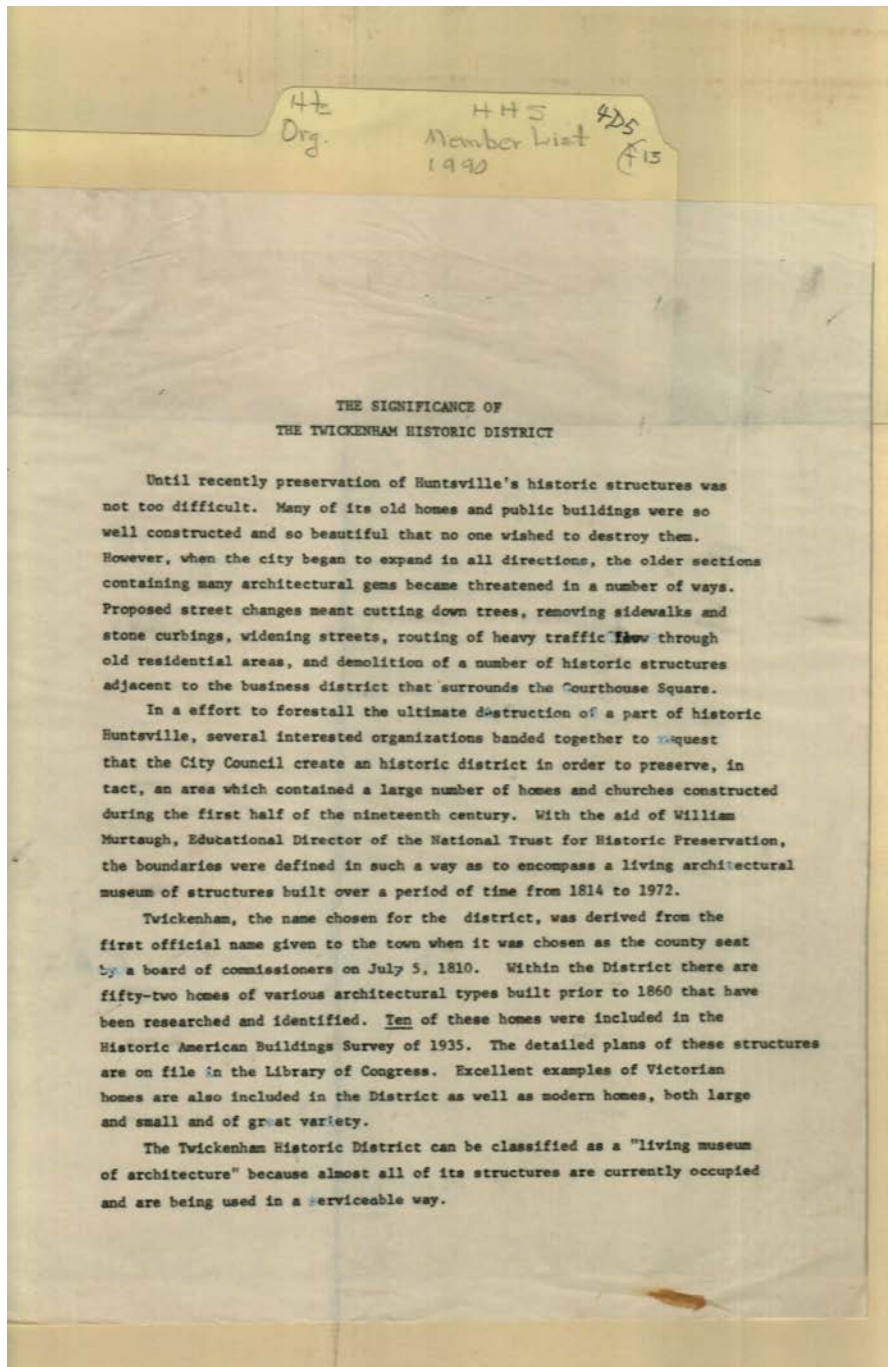 Hts
Org.
HHS
Member List
1990
4D5
F13
THE SIGNIFICANCE OF
THE TWICKENHAM HISTORIC DISTRICT
Until recently preservation of Huntsville's historic structures was
not too difficult. Many of its old homes and public buildings were so
well constructed and so beautiful that no one wished to destroy them.
However, when the city began to expand in all directions, the older sections
containing many architectural gems became threatened in a number of ways.
Proposed street changes meant cutting down trees, removing sidewalks and
stone curbings, widening streets, routing of heavy traffic flow through
old residential areas, and demolition of a number of historic structures
adjacent to the business district that surrounds the Courthouse Square.
In a effort to forestall the ultimate destruction of a part of historic
Huntsville, several interested organizations banded together to request
that the City Council create an historic district in order to preserve, in
tact, an area which contained a large number of homes and churches constructed
during the first half of the nineteenth century. With the aid of William
Murtaugh, Educational Director of the National Trust for Historic Preservation,
the boundaries were defined in such a way as to encompass a living architectural
museum of structures built over a period of time from 1814 to 1972.
Twickenham, the name chosen for the district, was derived from the
first official name given to the town when it was chosen as the county seat
by a board of commissioners on July 5, 1810. Within the District there are
fifty-two homes of various architectural types built prior to 1860 that have
been researched and identified. Ten of these homes were included in the
Historic American Buildings Survey of 1935. The detailed plans of these structures
are on file in the Library of Congress. Excellent examples of Victorian
homes are also included in the District as well as modern homes, both large
and small and of great variety.
The Twickenham Historic District can be classified as a "living museum
of architecture" because almost all of its structures are currently occupied
and are being used in a serviceable way.